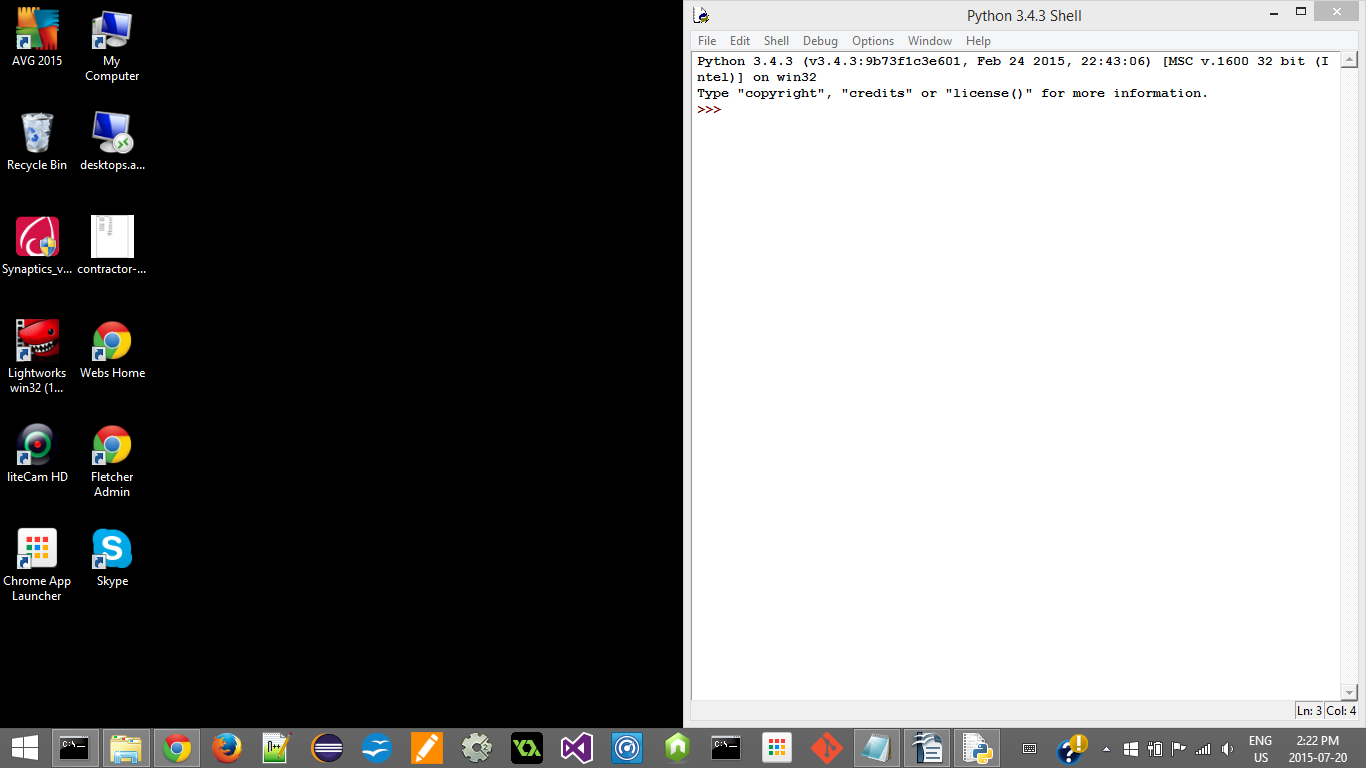 AVG 2015
My
Computer
Recycle Bin
desktops.a...
Synaptics_v...
contractor-...
Lightworks
win32 (1...
Webs Home
liteCam HD
Fletcher
Admin
Chrome App
Launcher
Skype
Python 3.4.3 Shell
File Edit Shell Debug Options Window Help
Python 3.4.3 (v3.4.3:9b73f1c3e601, Feb 24 2015, 22:43:06) [MSC v.1600 32 bit (I
ntel)] on win32
Type "copyright", "credits" or "license()" for more information.
>>>
Ln: 3 Col: 4
ENG
US
2:22 PM
2015-07-20